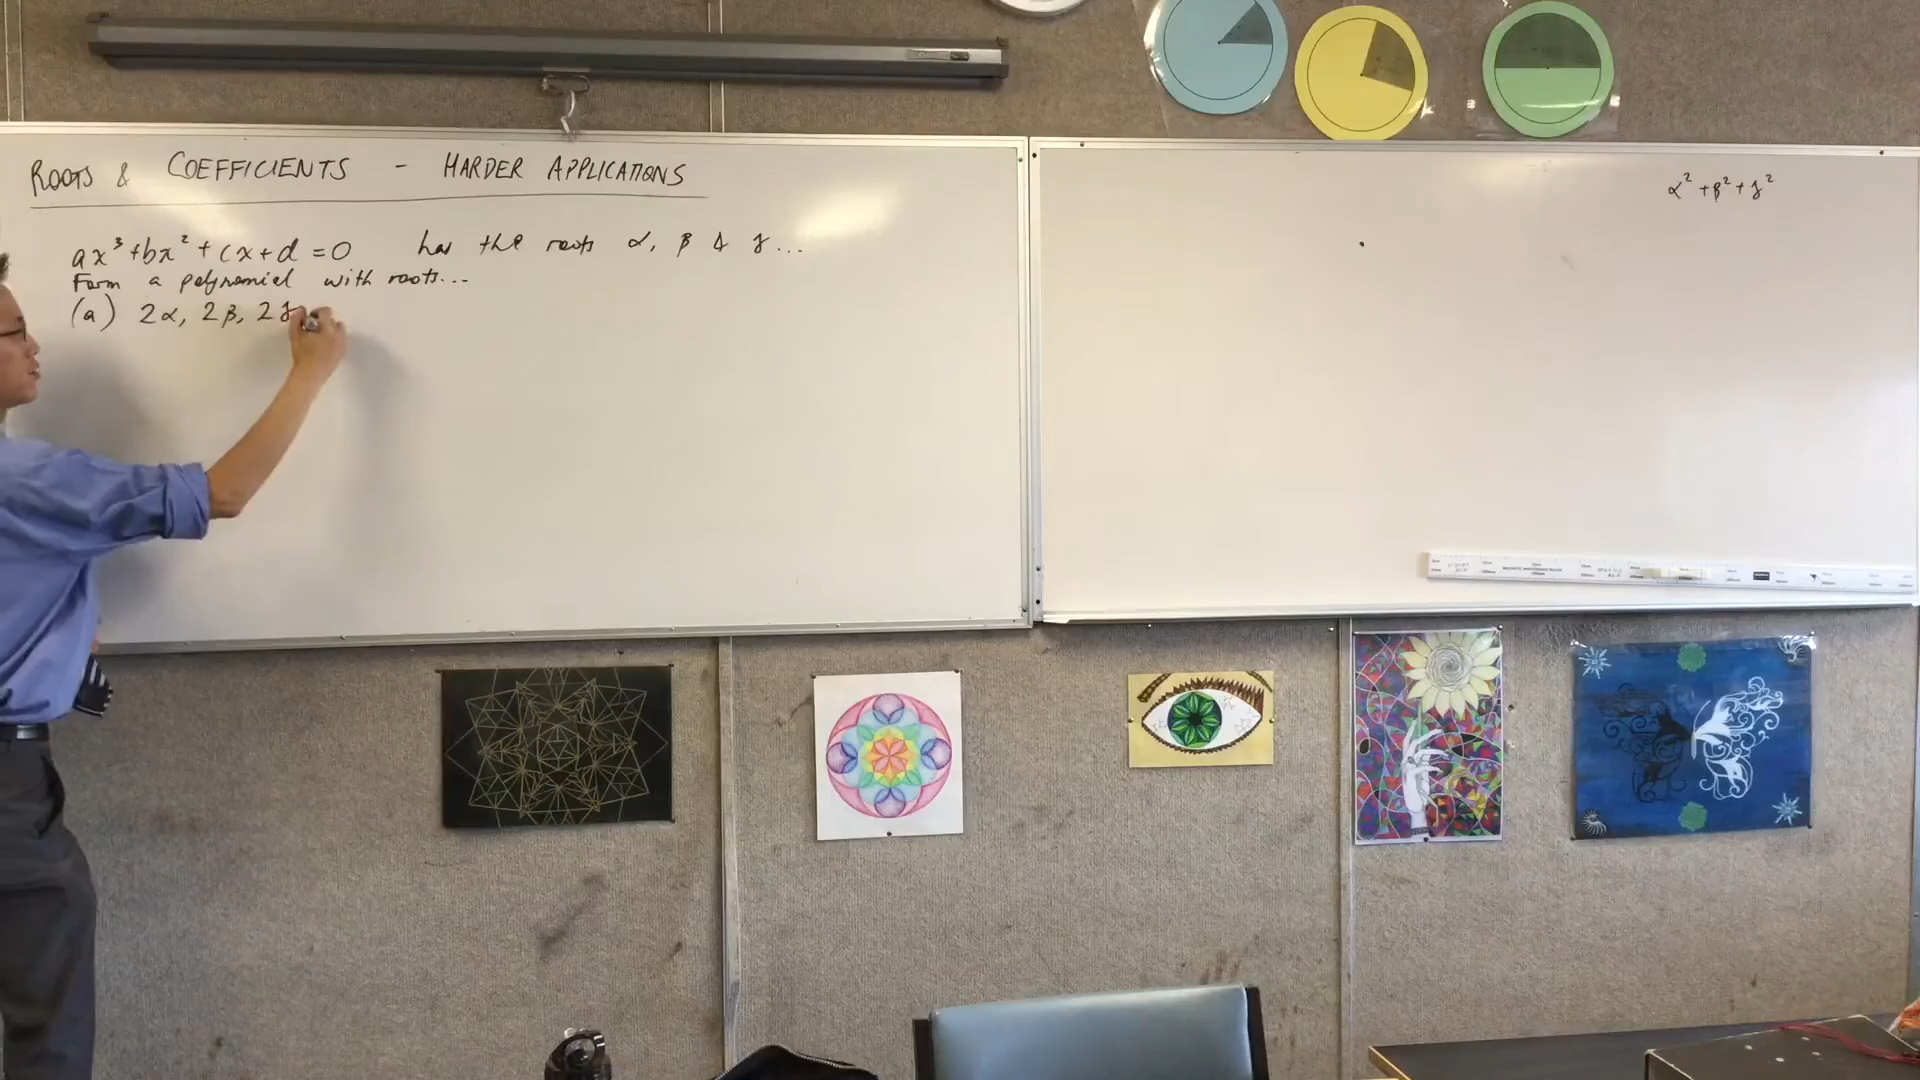 ROOTS & COEFFICIENTS - HARDER APPLICATIONS
ax³+bx²+cx+d=0 has the roots α, β & γ...
Form a polynomial with roots...
(a) 2α, 2β, 2γ
α²+β²+γ²